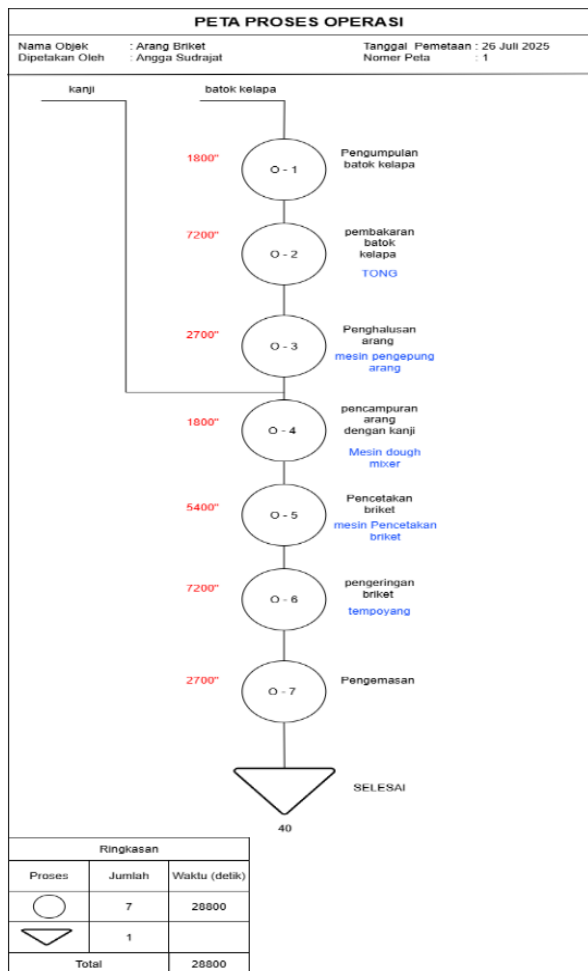 PETA PROSES OPERASI
Nama Objek : Arang Briket
Dipetakan Oleh : Angga Sudrajat
Tanggal Pemetaan : 26 Juli 2025
Nomer Peta : 1
kanji
batok kelapa
1800"
O - 1
Pengumpulan
batok kelapa
7200"
O - 2
pembakaran
batok
kelapa
TONG
2700"
O - 3
Penghalusan
arang
mesin pengepung
arang
1800"
O - 4
pencampuran
arang
dengan kanji
Mesin dough
mixer
5400"
O - 5
Pencetakan
briket
mesin Pencetakan
briket
7200"
O - 6
pengeringan
briket
tempoyang
2700"
O - 7
Pengemasan
SELESAI
40
Ringkasan
Proses Jumlah Waktu (detik)
7 28800
1
Total 28800